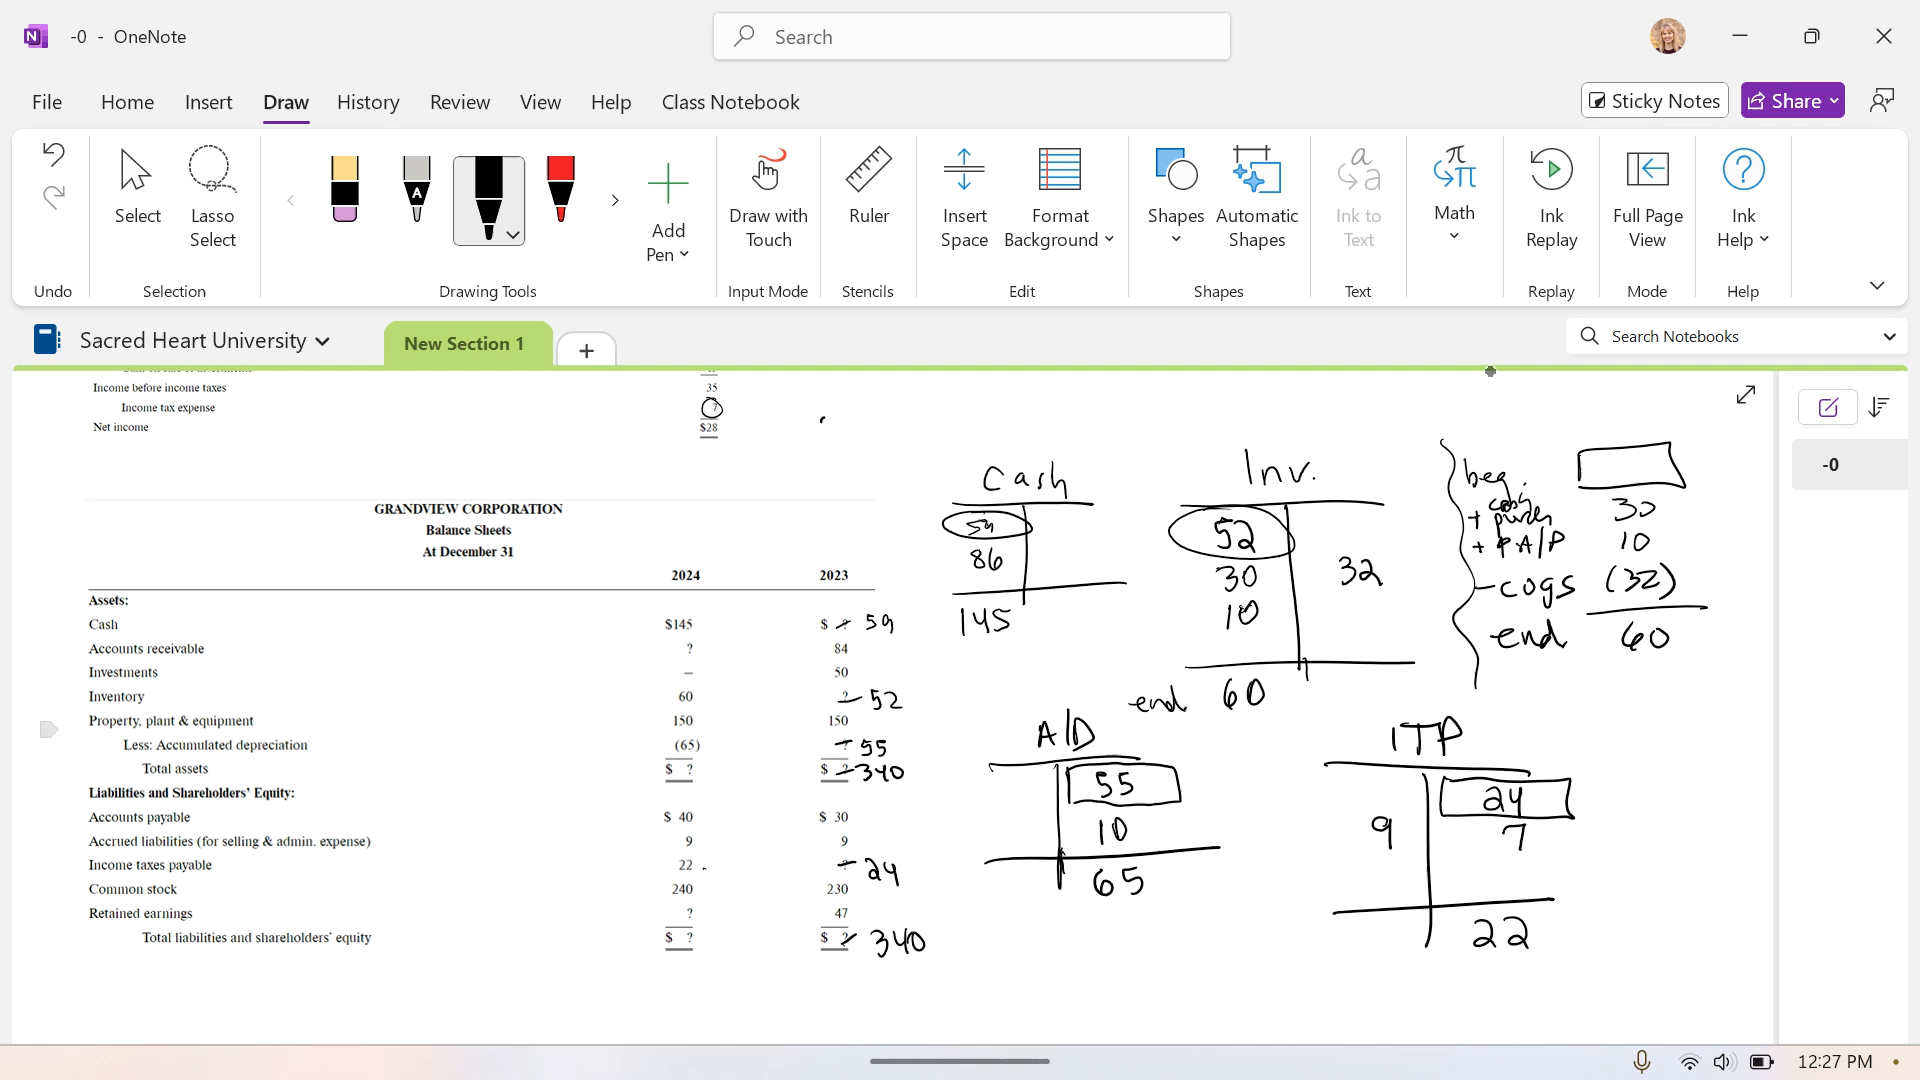 -0 - OneNote
Search
File Home Insert Draw History Review View Help Class Notebook
Sticky Notes Share
Undo
Select
Lasso Select
Selection
A
Drawing Tools
Add Pen
Draw with Touch
Input Mode
Ruler
Stencils
Insert Space
Format Background
Edit
Shapes
Automatic Shapes
Shapes
Ink to Text
Text
Math
Ink Replay
Replay
Full Page View
Mode
Ink Help
Help
Sacred Heart University
New Section 1
+
Search Notebooks
-0
Income before income taxes 35
Income tax expense 7
Net income $28
GRANDVIEW CORPORATION
Balance Sheets
At December 31
2024 2023
Assets:
Cash $145 $ ? 59
Accounts receivable ? 84
Investments — 50
Inventory 60 ? 52
Property, plant & equipment 150 150
Less: Accumulated depreciation (65) ? 55
Total assets $ ? $ ? 340
Liabilities and Shareholders' Equity:
Accounts payable $ 40 $ 30
Accrued liabilities (for selling & admin. expense) 9 9
Income taxes payable 22 ? 24
Common stock 240 230
Retained earnings ? 47
Total liabilities and shareholders' equity $ ? $ ? 340
Cash
59
86
145
Inv.
52
30 32
10
end 60
beg.
+ cash purch 30
+ P A/P 10
- cogs (32)
end 60
A/D
55
10
65
ITP
24
9 7
22
12:27 PM